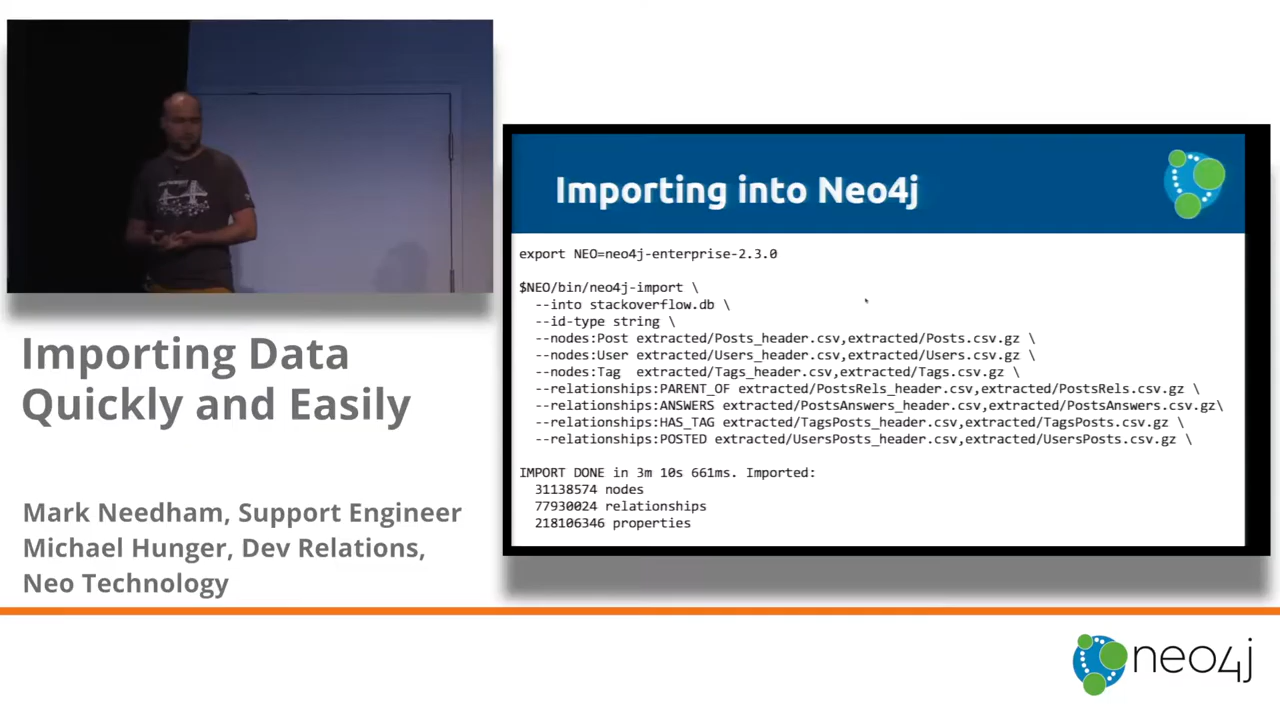 Importing into Neo4j
export NEO=neo4j-enterprise-2.3.0
$NEO/bin/neo4j-import \
--into stackoverflow.db \
--id-type string \
--nodes:Post extracted/Posts_header.csv,extracted/Posts.csv.gz \
--nodes:User extracted/Users_header.csv,extracted/Users.csv.gz \
--nodes:Tag extracted/Tags_header.csv,extracted/Tags.csv.gz \
--relationships:PARENT_OF extracted/PostsRels_header.csv,extracted/PostsRels.csv.gz \
--relationships:ANSWERS extracted/PostsAnswers_header.csv,extracted/PostsAnswers.csv.gz\
--relationships:HAS_TAG extracted/TagsPosts_header.csv,extracted/TagsPosts.csv.gz \
--relationships:POSTED extracted/UsersPosts_header.csv,extracted/UsersPosts.csv.gz \
IMPORT DONE in 3m 10s 661ms. Imported:
31138574 nodes
77930024 relationships
218106346 properties
Importing Data
Quickly and Easily
Mark Needham, Support Engineer
Michael Hunger, Dev Relations,
Neo Technology
neo4j